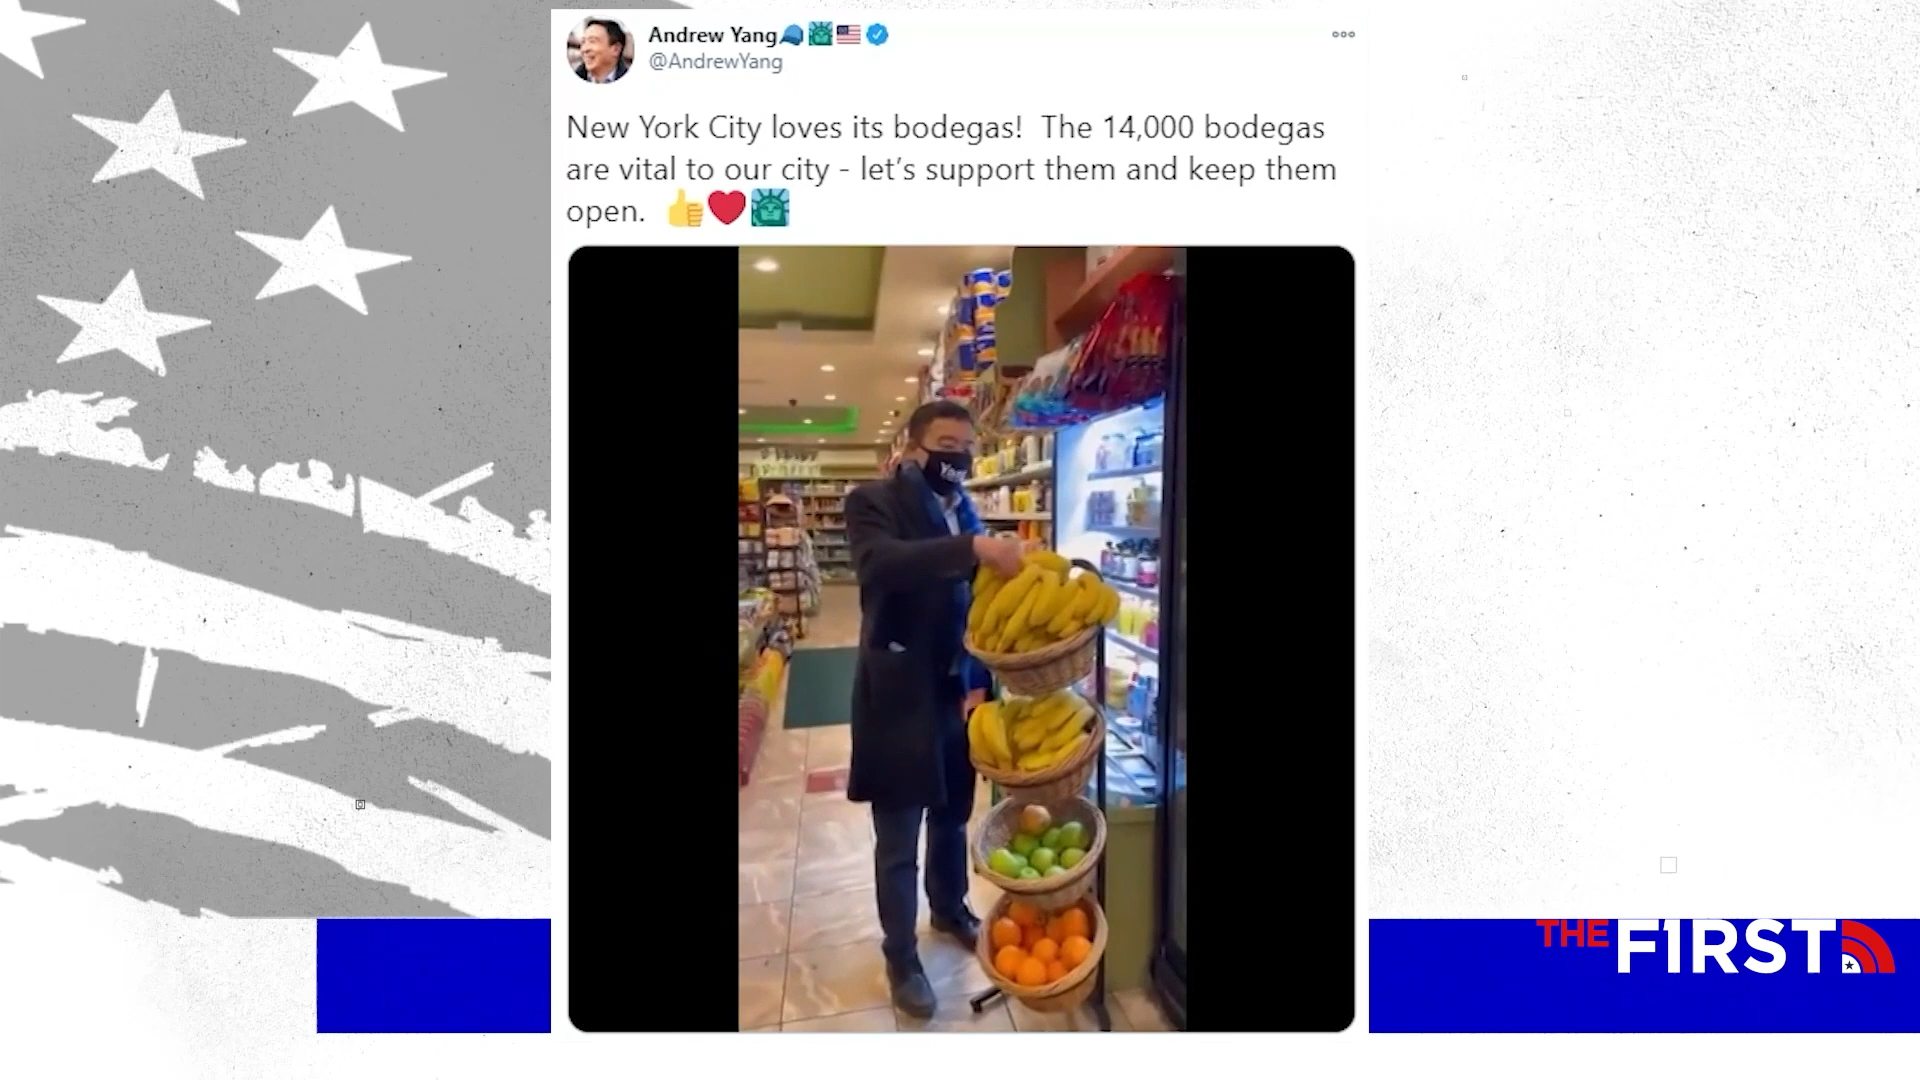 Andrew Yang
@AndrewYang
New York City loves its bodegas! The 14,000 bodegas
are vital to our city - let’s support them and keep them
open.
Yang
THE FIRST